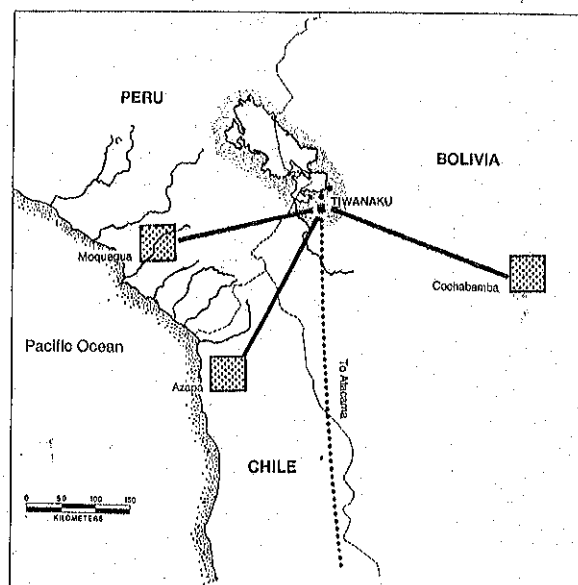 PERU
BOLIVIA
TIWANAKU
Moquegua
Cochabamba
Pacific Ocean
Azapa
To Atacama
CHILE
0 50 100 150
KILOMETERS